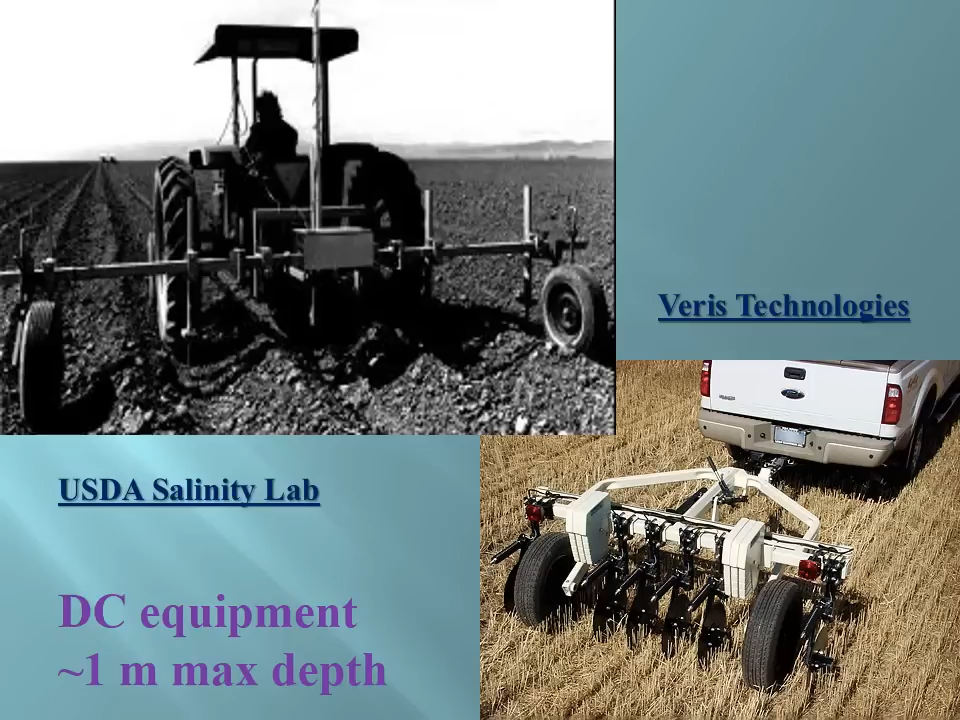 Veris Technologies
USDA Salinity Lab
DC equipment
~1 m max depth